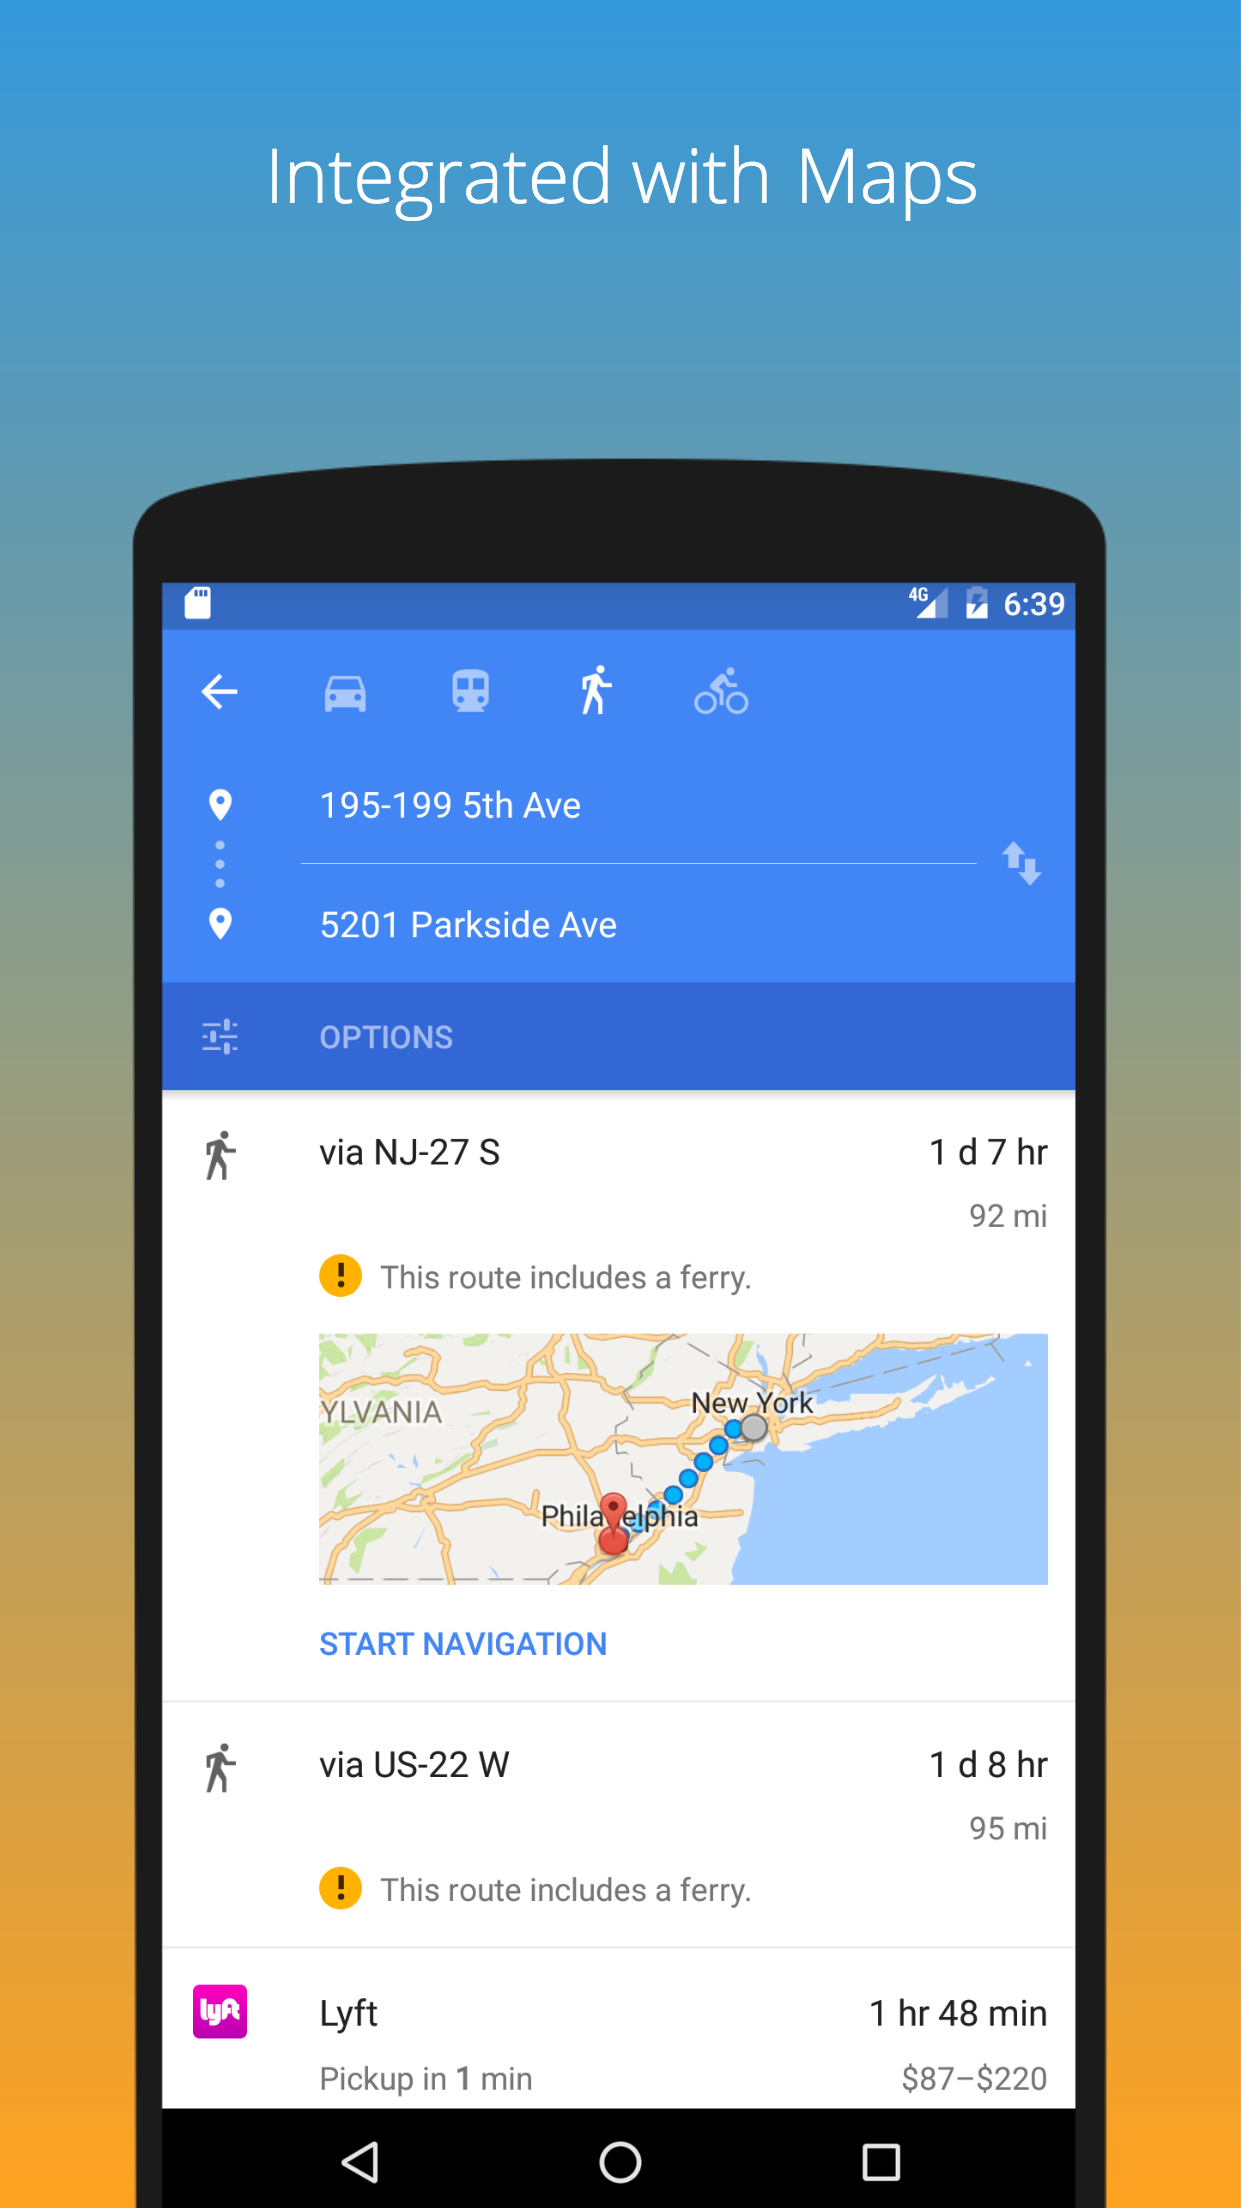 Integrated with Maps
4G 6:39
195-199 5th Ave
5201 Parkside Ave
OPTIONS
via NJ-27 S 1 d 7 hr
92 mi
! This route includes a ferry.
New York
YLVANIA
Philadelphia
START NAVIGATION
via US-22 W 1 d 8 hr
95 mi
! This route includes a ferry.
lyft Lyft 1 hr 48 min
Pickup in 1 min $87–$220